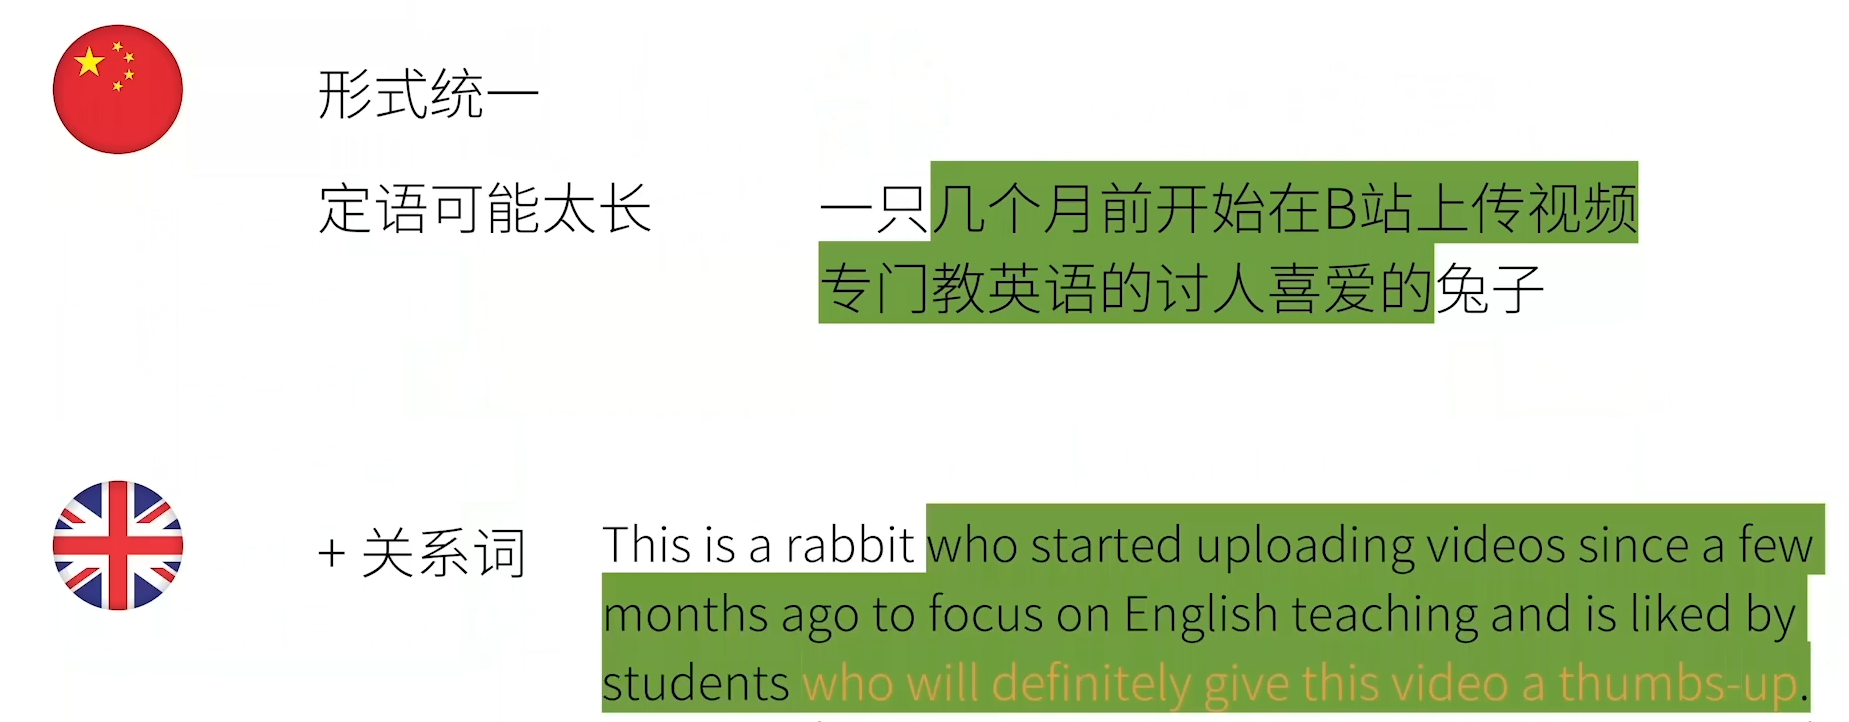 形式统一
定语可能太长
一只几个月前开始在B站上传视频
专门教英语的讨人喜爱的兔子
+ 关系词
This is a rabbit who started uploading videos since a few
months ago to focus on English teaching and is liked by
students who will definitely give this video a thumbs-up.